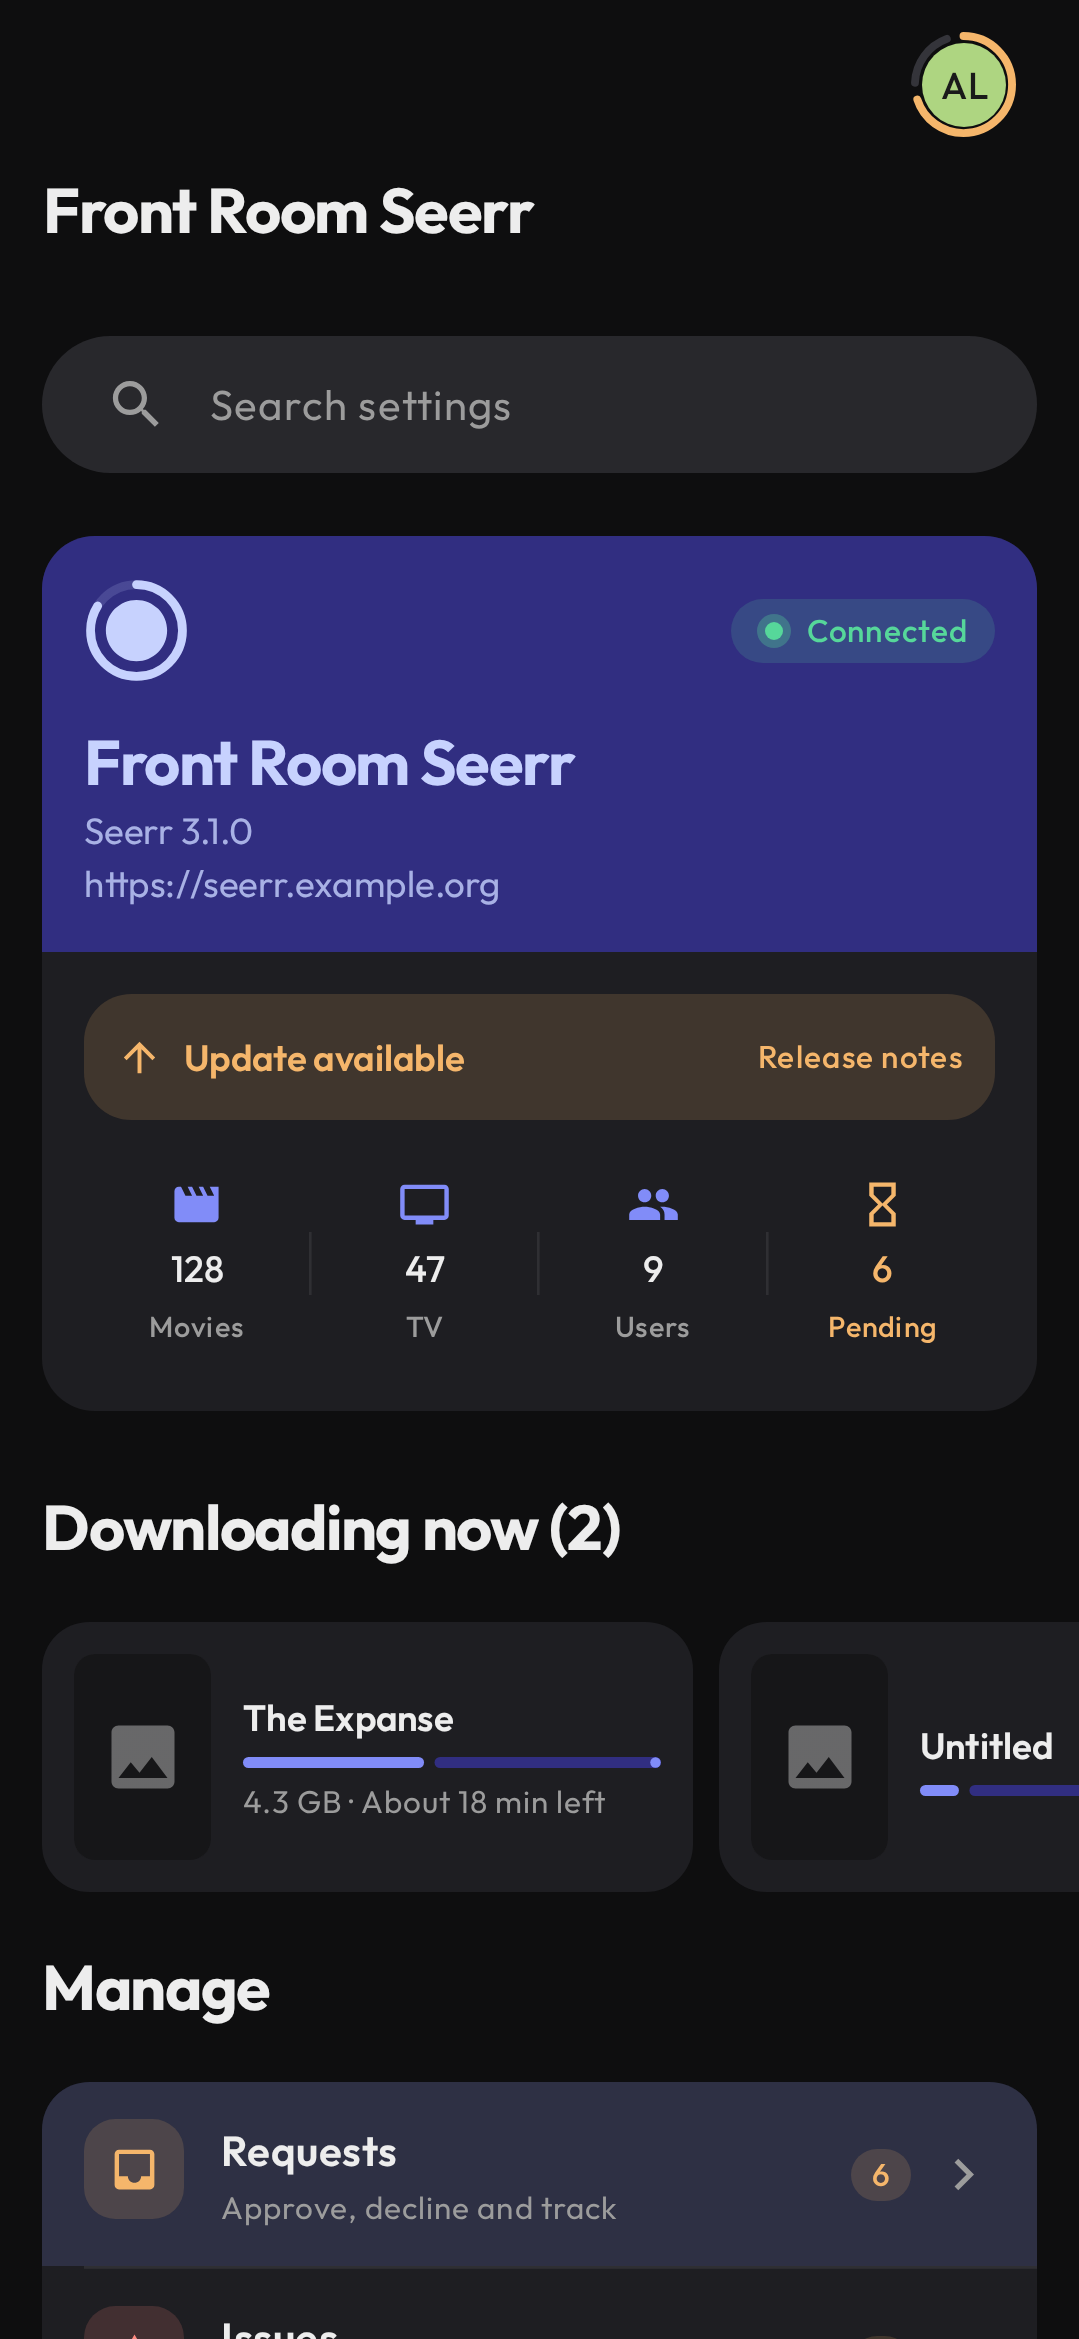 AL
Front Room Seerr
Search settings
Connected
Front Room Seerr
Seerr 3.1.0
https://seerr.example.org
Update available
Release notes
128
47
9
6
Movies
TV
Users
Pending
Downloading now (2)
The Expanse
4.3 GB · About 18 min left
Untitled
Manage
Requests
6
Approve, decline and track
Issues